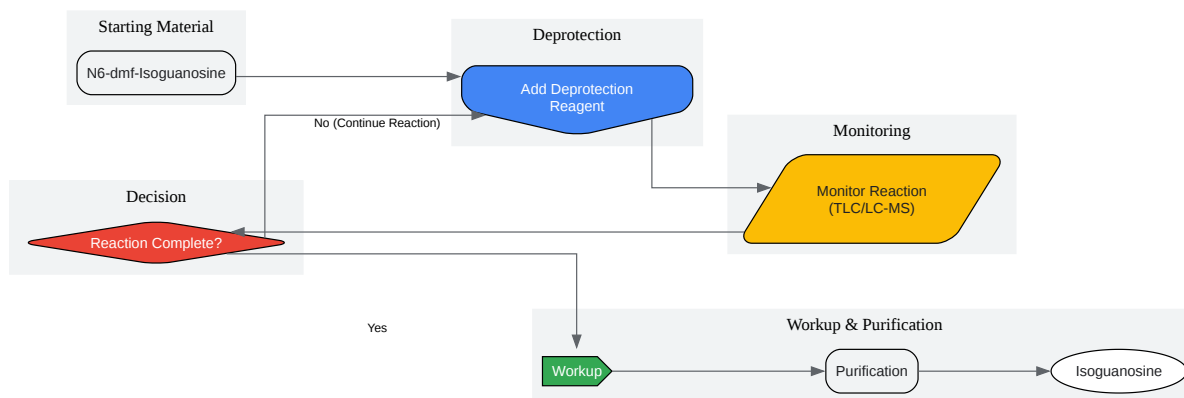 Starting Material
N6-dmf-Isoguanosine
Deprotection
Add Deprotection
Reagent
No (Continue Reaction)
Monitoring
Monitor Reaction
(TLC/LC-MS)
Decision
Reaction Complete?
Yes
Workup & Purification
Workup
Purification
Isoguanosine